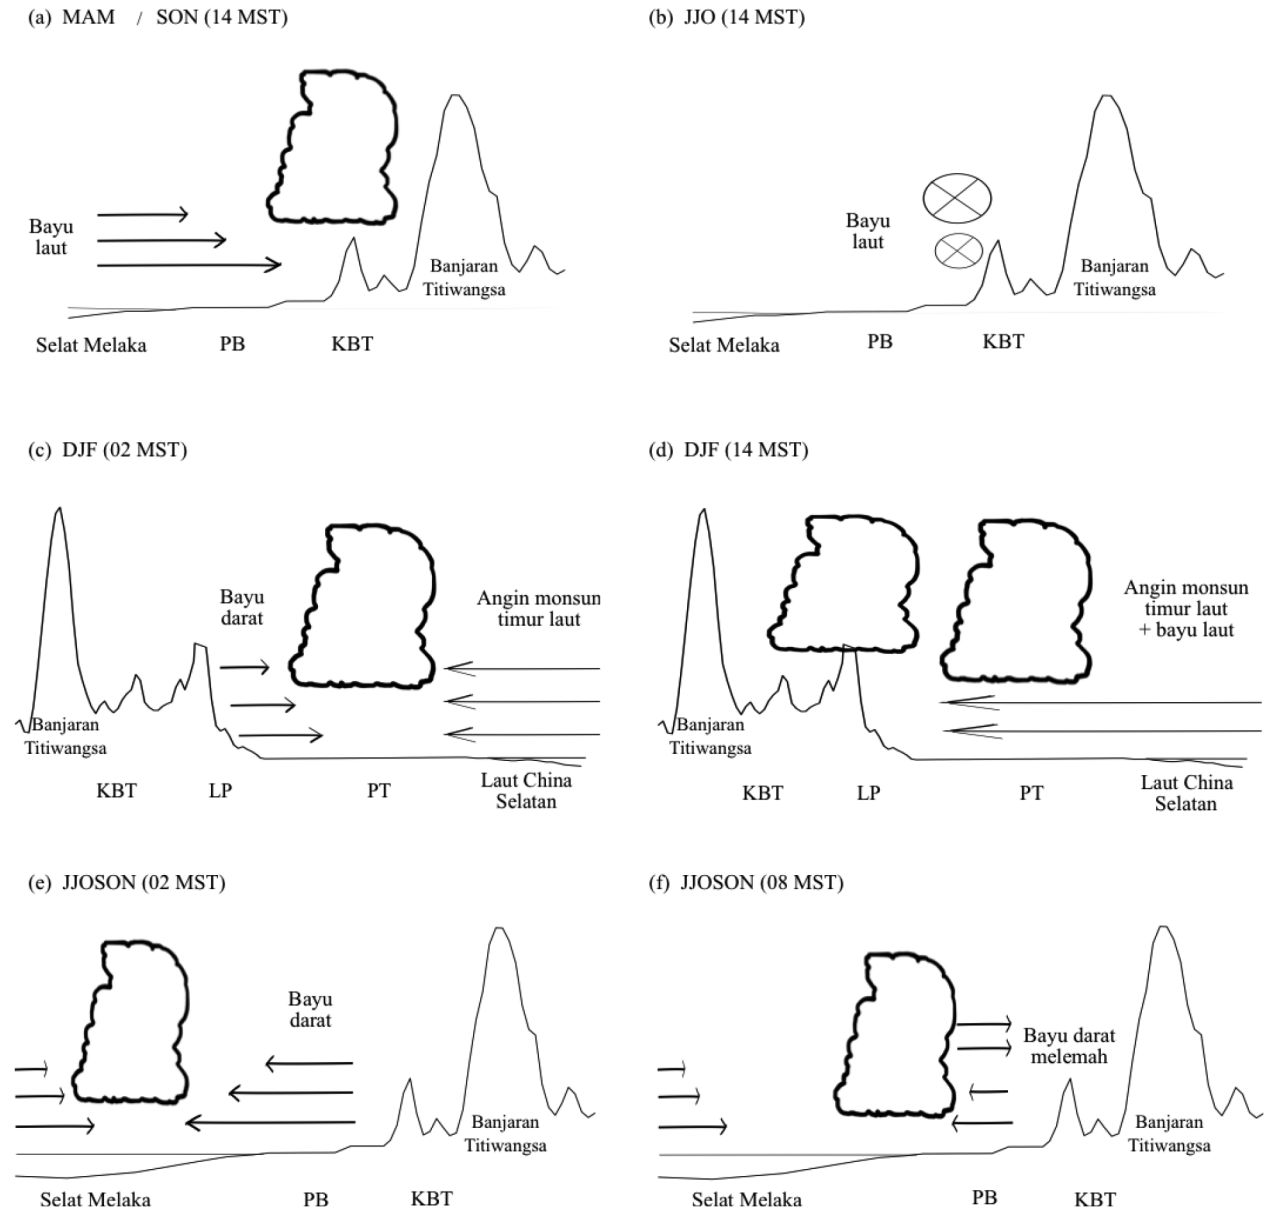 (a) MAM / SON (14 MST)
Bayu
laut
Banjaran
Titiwangsa
Selat Melaka PB KBT
(b) JJO (14 MST)
Bayu
laut
Banjaran
Titiwangsa
Selat Melaka PB KBT
(c) DJF (02 MST)
Bayu
darat
Angin monsun
timur laut
Banjaran
Titiwangsa
KBT LP PT
Laut China
Selatan
(d) DJF (14 MST)
Angin monsun
timur laut
+ bayu laut
Banjaran
Titiwangsa
KBT LP PT
Laut China
Selatan
(e) JJOSON (02 MST)
Bayu
darat
Banjaran
Titiwangsa
Selat Melaka PB KBT
(f) JJOSON (08 MST)
Bayu darat
melemah
Banjaran
Titiwangsa
Selat Melaka PB KBT